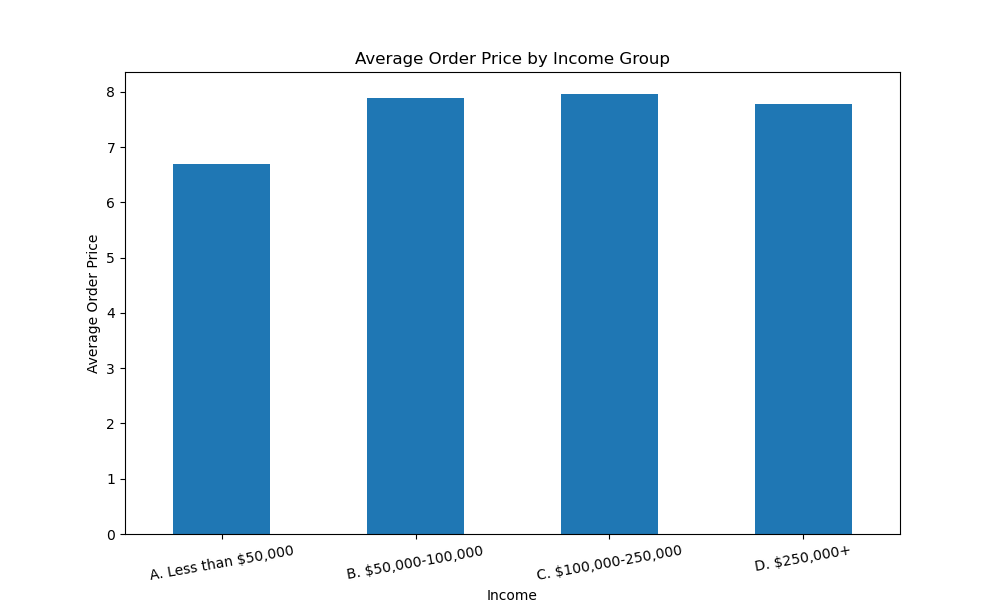 Average Order Price by Income Group
8
7
6
5
4
3
2
1
0
Average Order Price
A. Less than $50,000
B. $50,000-100,000
C. $100,000-250,000
D. $250,000+
Income